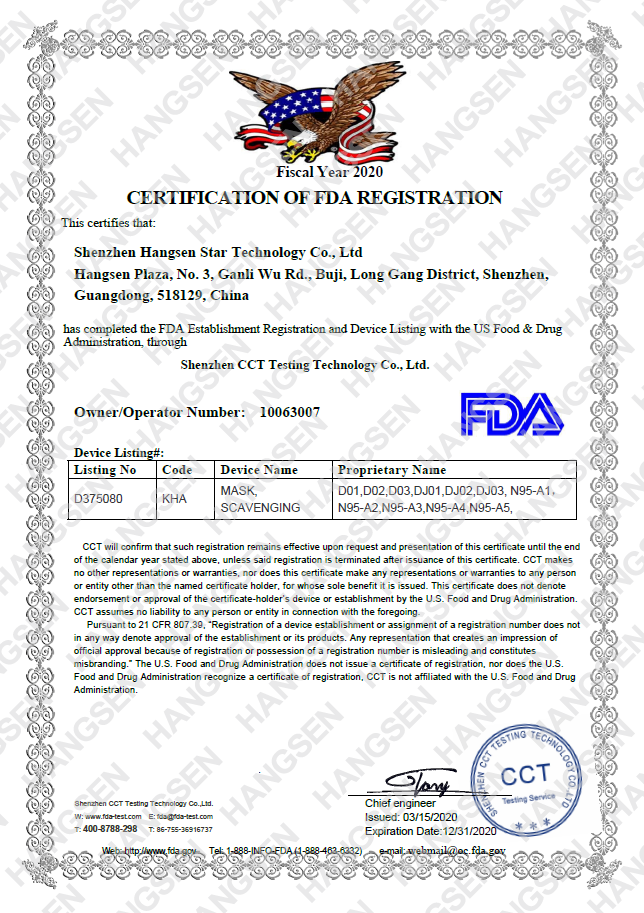 Fiscal Year 2020
CERTIFICATION OF FDA REGISTRATION
This certifies that:
Shenzhen Hangsen Star Technology Co., Ltd
Hangsen Plaza, No. 3, Ganli Wu Rd., Buji, Long Gang District, Shenzhen,
Guangdong, 518129, China
has completed the FDA Establishment Registration and Device Listing with the US Food & Drug
Administration, through
Shenzhen CCT Testing Technology Co., Ltd.
Owner/Operator Number: 10063007
FDA
Device Listing#:
Listing No Code Device Name Proprietary Name
D375080 KHA MASK, SCAVENGING D01,D02,D03,DJ01,DJ02,DJ03, N95-A1,
N95-A2,N95-A3,N95-A4,N95-A5,
CCT will confirm that such registration remains effective upon request and presentation of this certificate until the end
of the calendar year stated above, unless said registration is terminated after issuance of this certificate. CCT makes
no other representations or warranties, nor does this certificate make any representations or warranties to any person
or entity other than the named certificate holder, for whose sole benefit it is issued. This certificate does not denote
endorsement or approval of the certificate-holder's device or establishment by the U.S. Food and Drug Administration.
CCT assumes no liability to any person or entity in connection with the foregoing.
Pursuant to 21 CFR 807.39, "Registration of a device establishment or assignment of a registration number does not
in any way denote approval of the establishment or its products. Any representation that creates an impression of
official approval because of registration or possession of a registration number is misleading and constitutes
misbranding." The U.S. Food and Drug Administration does not issue a certificate of registration, nor does the U.S.
Food and Drug Administration recognize a certificate of registration, CCT is not affiliated with the U.S. Food and Drug
Administration.
SHENZHEN CCT TESTING TECHNOLOGY CO.,LTD
CCT
Testing Service
Shenzhen CCT Testing Technology Co.,Ltd.
W: www.fda-test.com E: fda@fda-test.com
T: 400-8788-298 T: 86-755-36916737
Chief engineer
Issued: 03/15/2020
Expiration Date:12/31/2020
Web: http://www.fda.gov Tel: 1-888-INFO-FDA (1-888-463-6332) e-mail: webmail@oc.fda.gov
HANGSEN